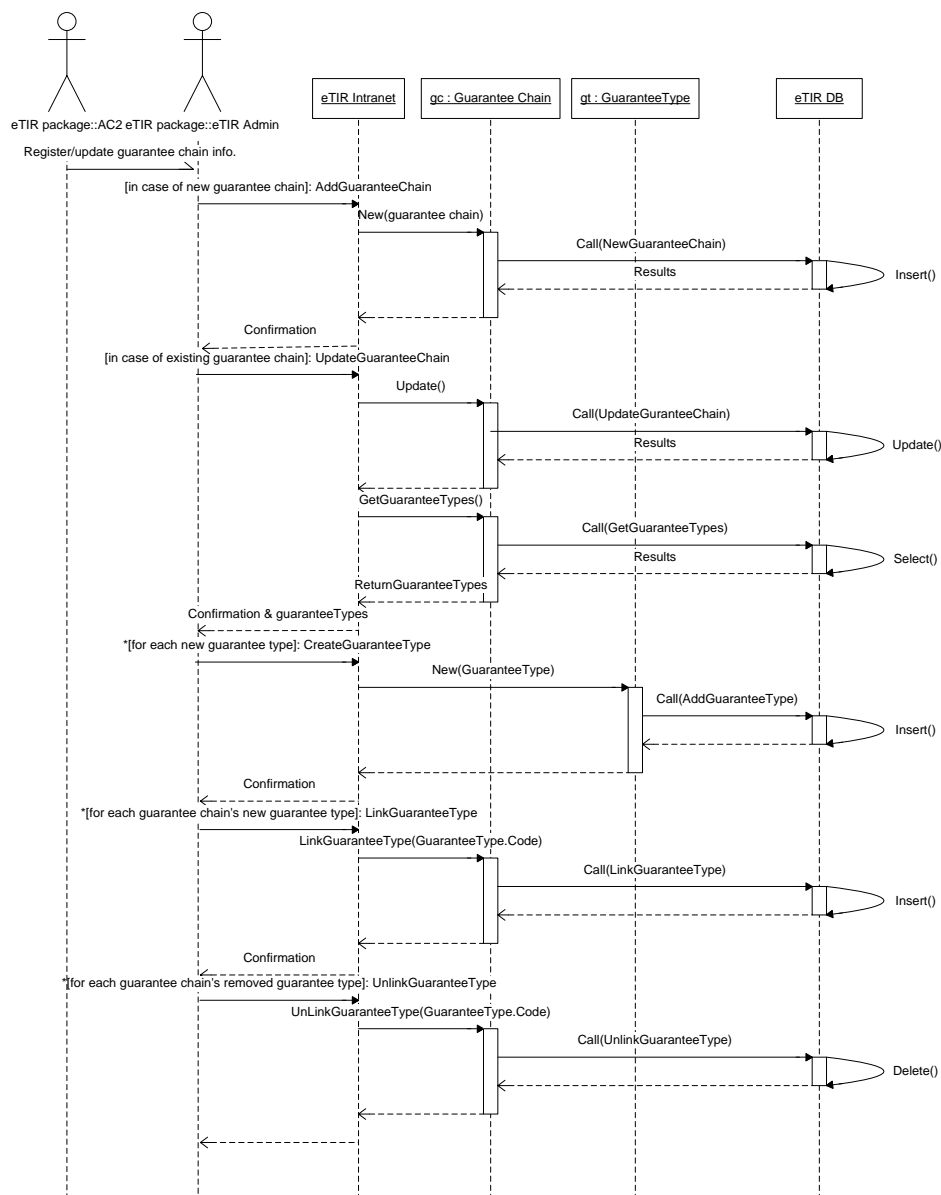 eTIR Intranet
gc : Guarantee Chain
gt : GuaranteeType
eTIR DB
eTIR package::AC2
eTIR package::eTIR Admin
Register/update guarantee chain info.
[in case of new guarantee chain]: AddGuaranteeChain
New(guarantee chain)
Call(NewGuaranteeChain)
Results
Insert()
Confirmation
[in case of existing guarantee chain]: UpdateGuaranteeChain
Update()
Call(UpdateGuranteeChain)
Results
Update()
GetGuaranteeTypes()
Call(GetGuaranteeTypes)
Results
Select()
ReturnGuaranteeTypes
Confirmation & guaranteeTypes
*[for each new guarantee type]: CreateGuaranteeType
New(GuaranteeType)
Call(AddGuaranteeType)
Insert()
Confirmation
*[for each guarantee chain's new guarantee type]: LinkGuaranteeType
LinkGuaranteeType(GuaranteeType.Code)
Call(LinkGuaranteeType)
Insert()
Confirmation
*[for each guarantee chain's removed guarantee type]: UnlinkGuaranteeType
UnLinkGuaranteeType(GuaranteeType.Code)
Call(UnlinkGuaranteeType)
Delete()